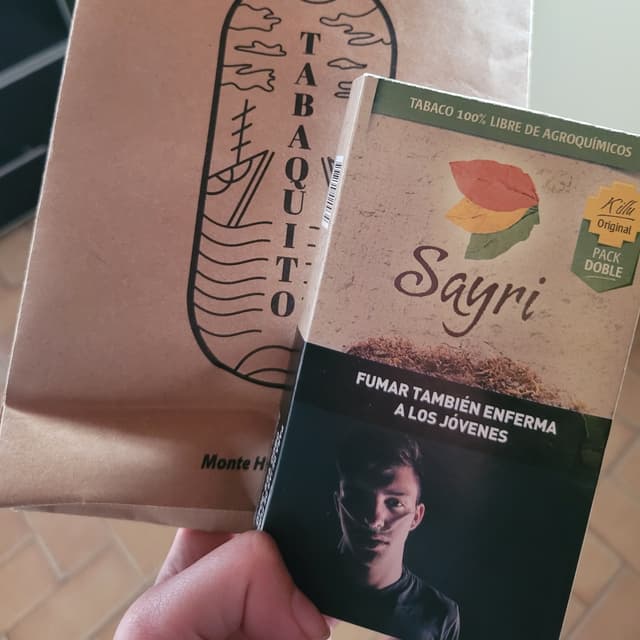 TABAQUITO
Monte H
TABACO 100% LIBRE DE AGROQUÍMICOS
Killa
Original
PACK
DOBLE
Sayri
FUMAR TAMBIÉN ENFERMA
A LOS JÓVENES